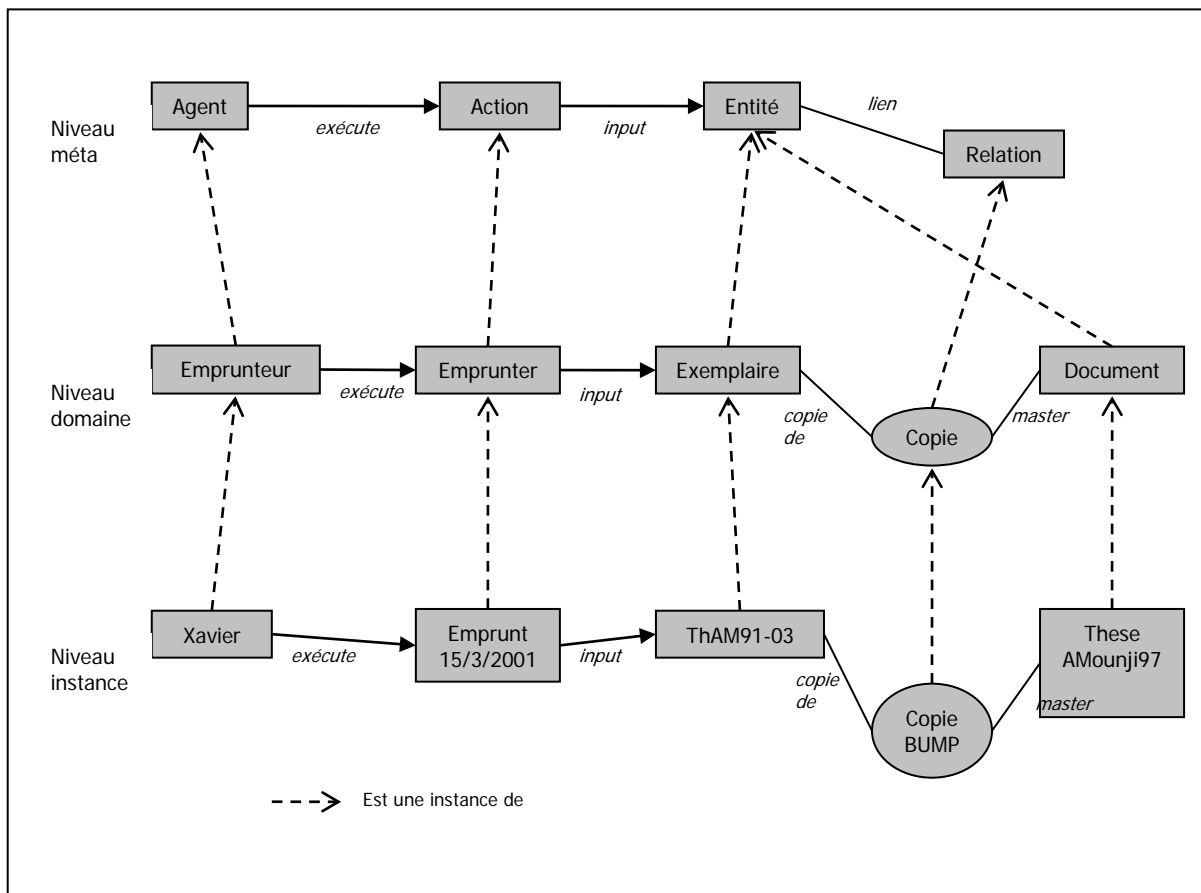 Agent
Action
Entité
lien
exécute
input
Niveau
méta
Relation
Emprunteur
Emprunter
Exemplaire
Document
exécute
input
Niveau
domaine
copie
de
Copie
master
Xavier
Emprunt
15/3/2001
ThAM91-03
These
AMounji97
exécute
input
Niveau
instance
copie
de
Copie
BUMP
master
Est une instance de